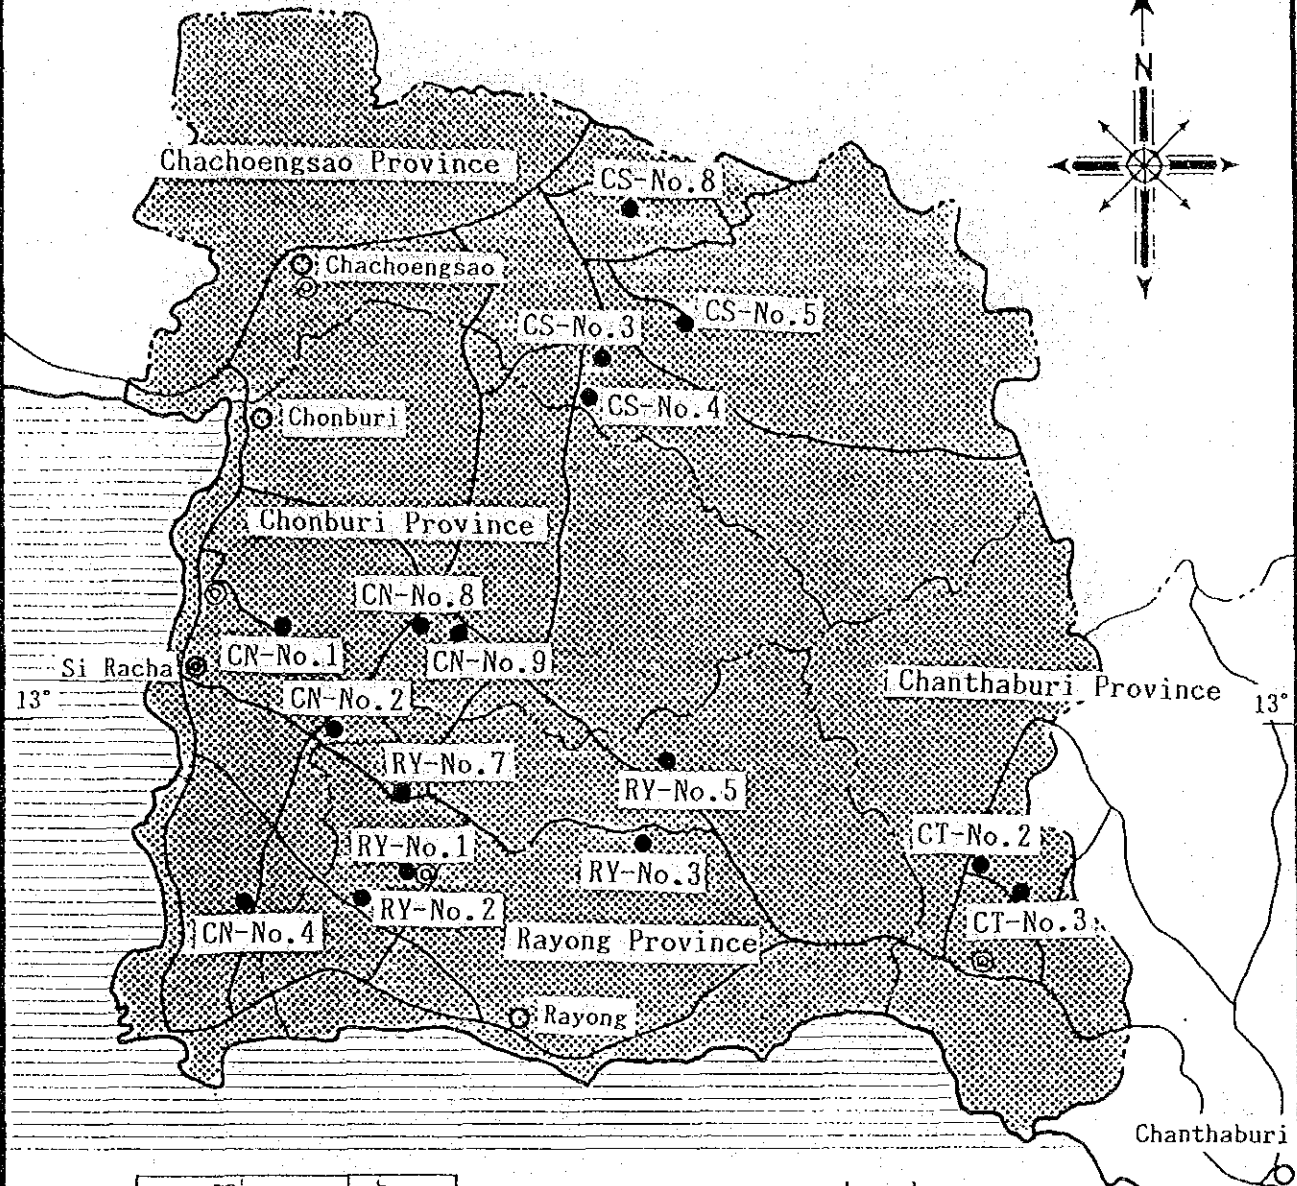 N
Chachoengsao Province
CS-No.8
Chachoengsao
CS-No.5
CS-No.3
CS-No.4
Chonburi
Chonburi Province
CN-No.8
CN-No.1
CN-No.9
Si Racha
CN-No.2
Chanthaburi Province
13°
13°
RY-No.7
RY-No.5
CT-No.2
RY-No.1
RY-No.3
RY-No.2
CT-No.3
CN-No.4
Rayong Province
Rayong
Chanthaburi